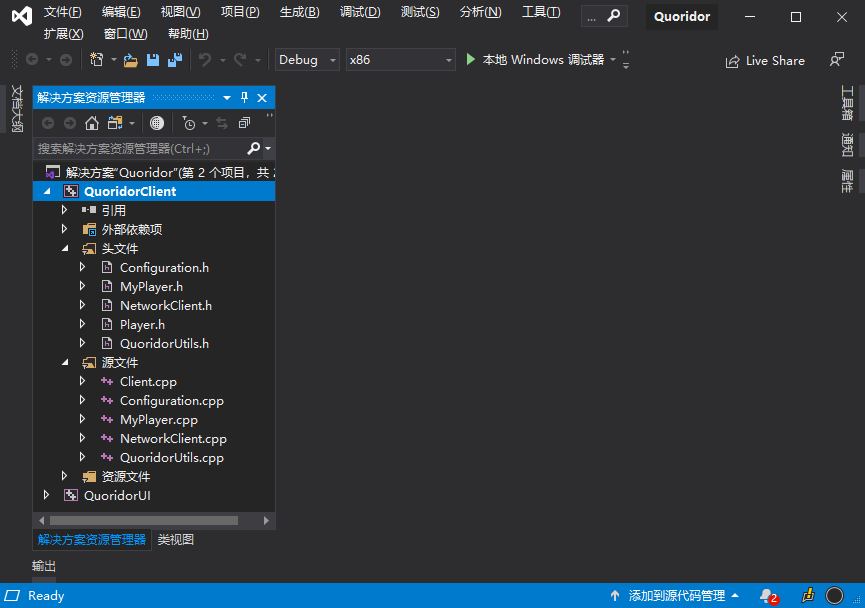 文件(F) 编辑(E) 视图(V) 项目(P) 生成(B) 调试(D) 测试(S) 分析(N) 工具(T) ... Quoridor
扩展(X) 窗口(W) 帮助(H)
Debug x86 本地 Windows 调试器 Live Share
文档大纲
解决方案资源管理器
搜索解决方案资源管理器(Ctrl+;)
解决方案"Quoridor"(第 2 个项目，共 2
QuoridorClient
引用
外部依赖项
头文件
Configuration.h
MyPlayer.h
NetworkClient.h
Player.h
QuoridorUtils.h
源文件
Client.cpp
Configuration.cpp
MyPlayer.cpp
NetworkClient.cpp
QuoridorUtils.cpp
资源文件
QuoridorUI
解决方案资源管理器 类视图
工具箱
通知
属性
输出
Ready 添加到源代码管理 2